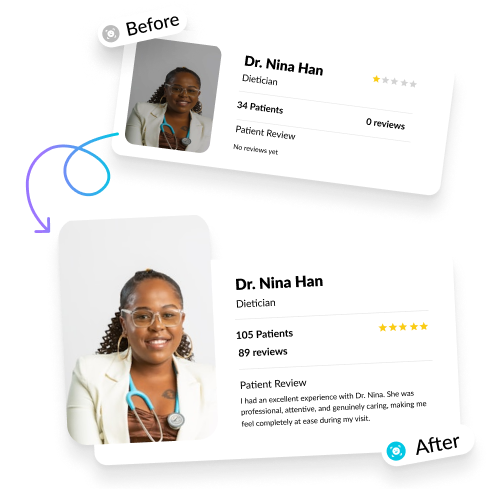 Before
Dr. Nina Han
Dietician
34 Patients
0 reviews
Patient Review
No reviews yet
Dr. Nina Han
Dietician
105 Patients
89 reviews
Patient Review
I had an excellent experience with Dr. Nina. She was
professional, attentive, and genuinely caring, making me
feel completely at ease during my visit.
After